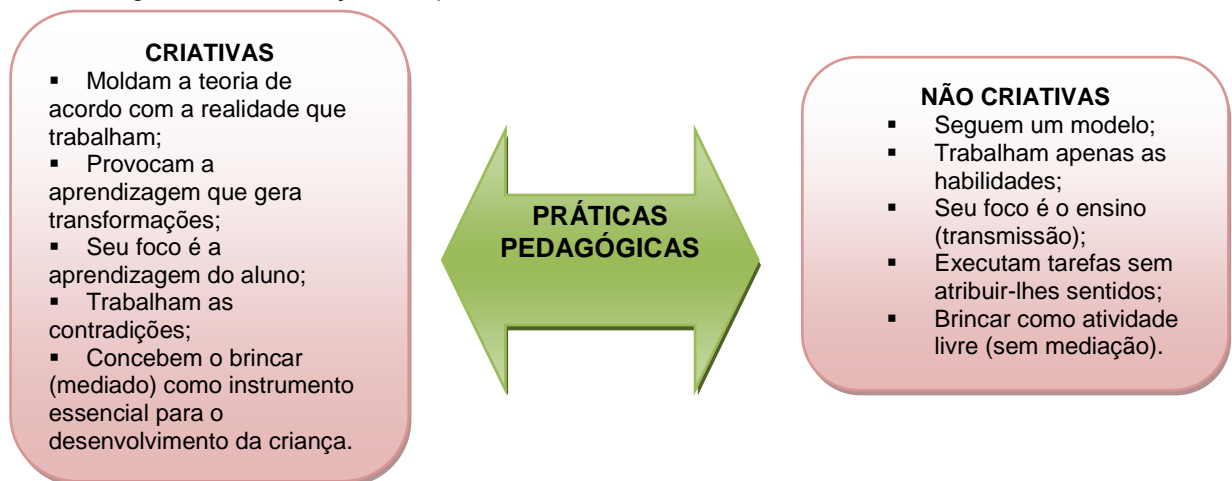 CRIATIVAS
▪ Moldam a teoria de
acordo com a realidade que
trabalham;
▪ Provocam a
aprendizagem que gera
transformações;
▪ Seu foco é a
aprendizagem do aluno;
▪ Trabalham as
contradições;
▪ Concebem o brincar
(mediado) como instrumento
essencial para o
desenvolvimento da criança.
PRÁTICAS
PEDAGÓGICAS
NÃO CRIATIVAS
▪ Seguem um modelo;
▪ Trabalham apenas as
habilidades;
▪ Seu foco é o ensino
(transmissão);
▪ Executam tarefas sem
atribuir-lhes sentidos;
▪ Brincar como atividade
livre (sem mediação).